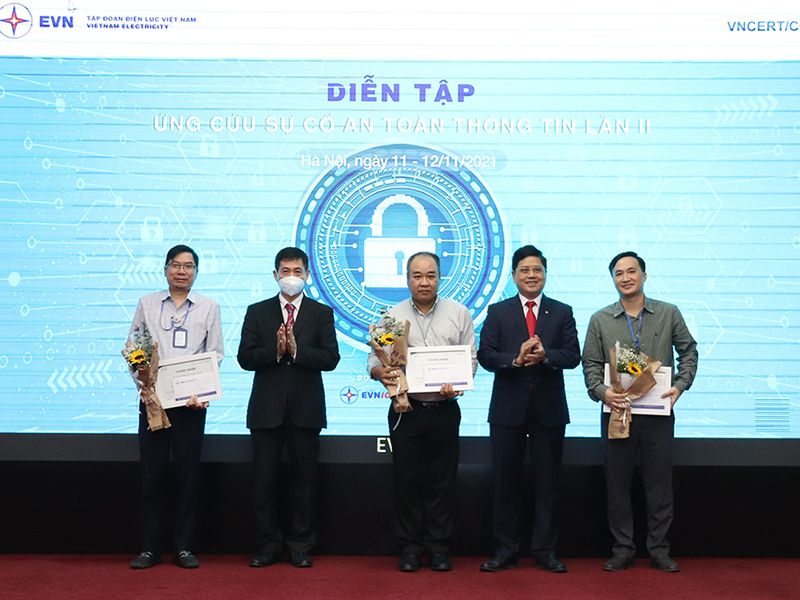 EVN
TẬP ĐOÀN ĐIỆN LỰC VIỆT NAM
VIETNAM ELECTRICITY
VNCERT/C
DIỄN TẬP
ỨNG CỨU SỰ CỐ AN TOÀN THÔNG TIN LẦN II
Hà Nội, ngày 11 - 12/11/2021
EVN